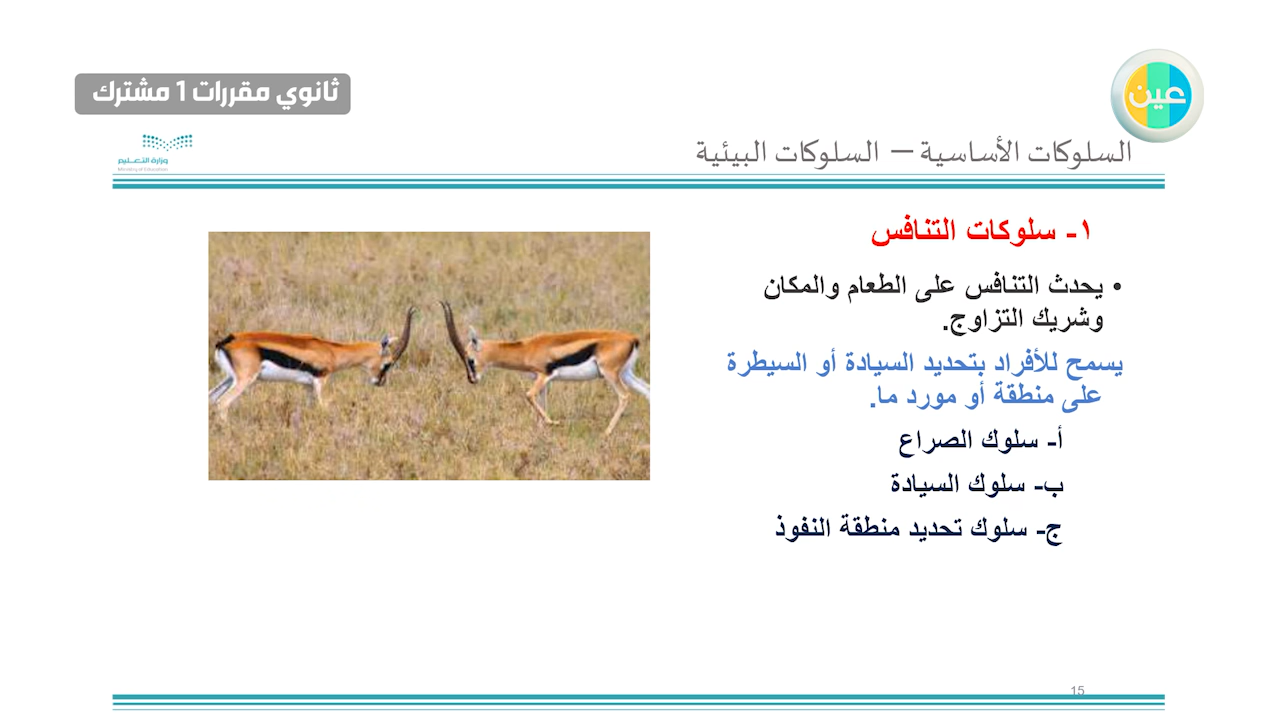 ثانوي مقررات 1 مشترك
عين
وزارة التعليم
Ministry of Education
السلوكات الأساسية – السلوكات البيئية
١- سلوكات التنافس
• يحدث التنافس على الطعام والمكان
وشريك التزاوج.
يسمح للأفراد بتحديد السيادة أو السيطرة
على منطقة أو مورد ما.
أ- سلوك الصراع
ب- سلوك السيادة
ج- سلوك تحديد منطقة النفوذ
15